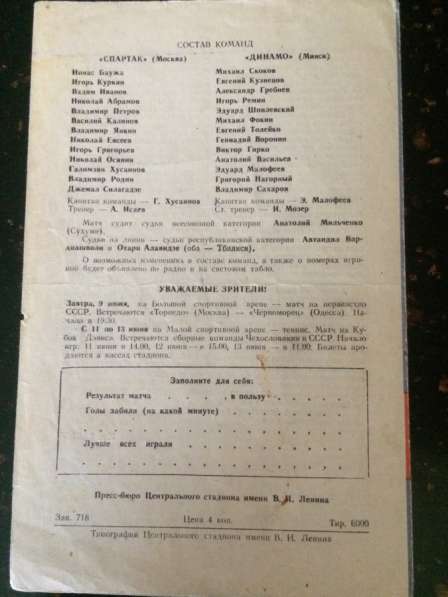 СОСТАВ КОМАНД
«СПАРТАК» (Москва) «ДИНАМО» (Минск)
Ионас Баужа Михаил Скоков
Игорь Куркин Евгений Кузнецов
Вадим Иванов Александр Гребнев
Николай Абрамов Игорь Ремин
Владимир Петров Эдуард Шповский
Василий Калинов Михаил Фокин
Владимир Янкин Евгений Толейко
Николай Евсеев Геннадий Воронин
Игорь Григорьев Виктор Гирко
Николай Осянин Анатолий Васильев
Галимзян Хусаинов Эдуард Малофеев
Владимир Родин Григорий Нагорный
Джемал Силагадзе Владимир Сахаров
Капитан команды — Г. Хусаинов Капитан команды — Э. Малофеев
Тренер — А. Исаев Ст. тренер — И. Мозер
Матч судит судья всесоюзной категории Анатолий Мильченко
(Сухуми).
Судьи на линии — судьи республиканской категории Автандил Вар-
и Отари (оба — Тбилиси).
О возможных изменениях в составе команд, а также о номерах игро-
ков будет объявлено по радио и на световом табло.
УВАЖАЕМЫЕ ЗРИТЕЛИ!
Завтра, 9 июня, на Большой спортивной арене — матч на первенство
СССР. Встречаются «Торпедо» (Москва) — «Черноморец» (Одесса). На-
чало в 19.30.
С 11 по 13 июня на Малой спортивной арене — теннис. Матч на Ку-
бок Дэвиса. Встречаются сборные команды Чехословакии и СССР. Начало
игр: 11 июня в 14.00, 12 июня — в 15.00, 13 июня — в 11.00. Билеты про-
даются в кассах стадиона.
Заполните для себя:
Результат матча . . . . , в пользу . . . . .
Голы забили (на какой минуте) . . . . . . .
Лучше всех играли . . . . . . . . .
Пресс-бюро Центрального стадиона имени В. И. Ленина
Зак. 718 Цена 4 коп. Тир. 6000
Типография Центрального стадиона имени В. И. Ленина